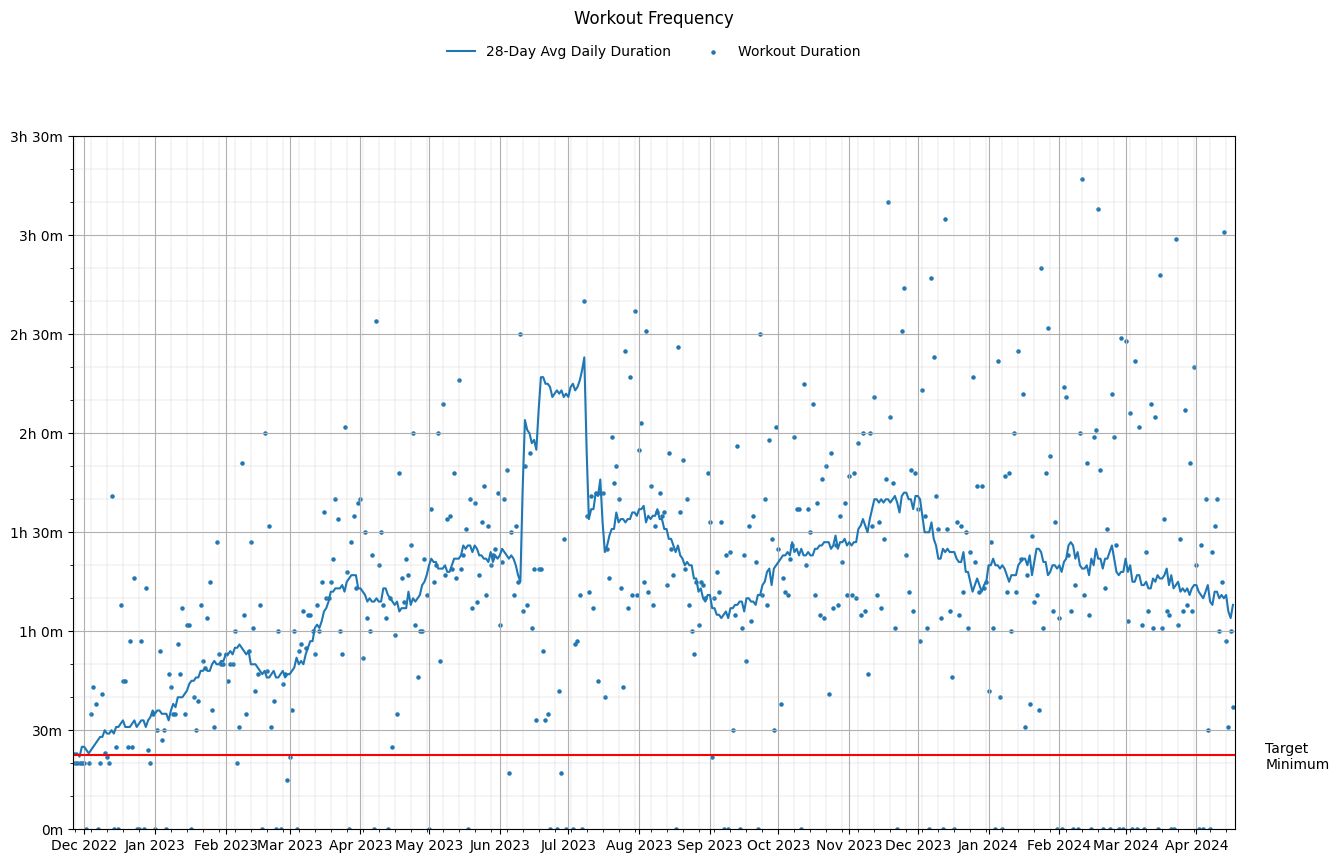 Workout Frequency
28-Day Avg Daily Duration
Workout Duration
3h 30m
3h 0m
2h 30m
2h 0m
1h 30m
1h 0m
30m
0m
Target
Minimum
Dec 2022 Jan 2023 Feb 2023 Mar 2023 Apr 2023 May 2023 Jun 2023 Jul 2023 Aug 2023 Sep 2023 Oct 2023 Nov 2023 Dec 2023 Jan 2024 Feb 2024 Mar 2024 Apr 2024